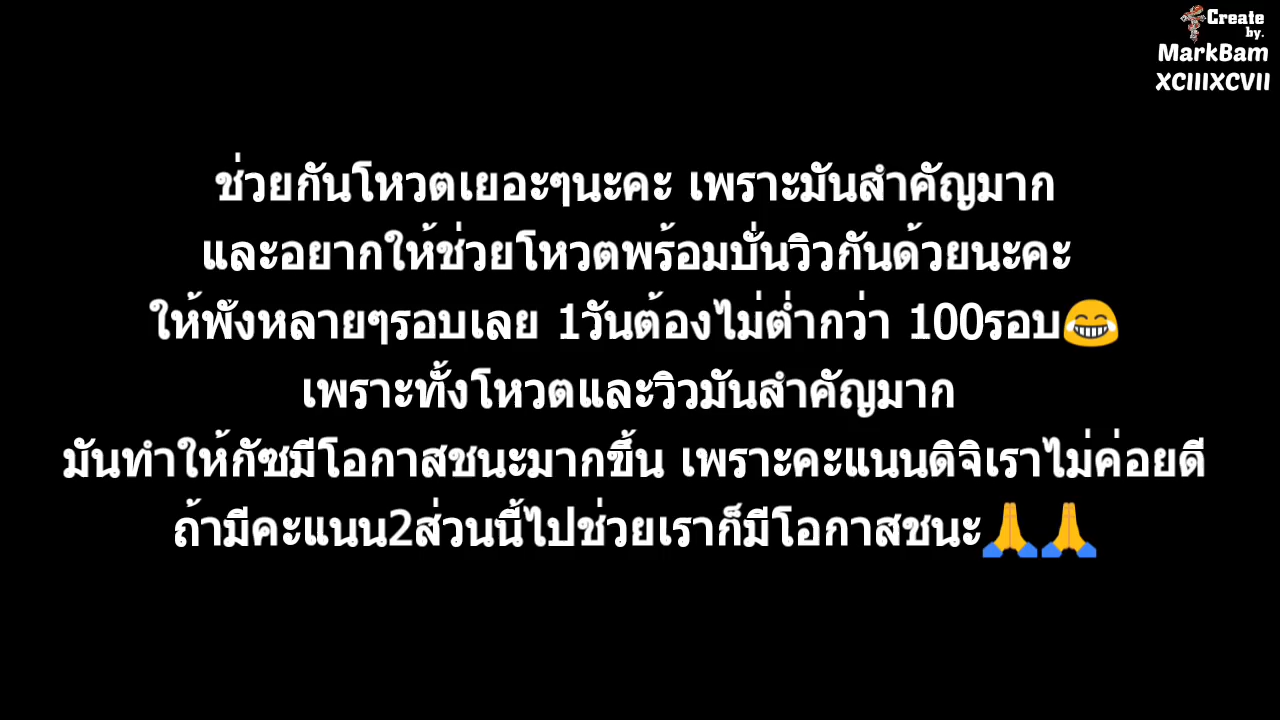 Create
by.
MarkBam
XCIIIXCVII
ช่วยกันโหวตเยอะๆนะคะ เพราะมันสำคัญมาก
และอยากให้ช่วยโหวตพร้อมบั่นวิวกันด้วยนะคะ
ให้พังหลายๆรอบเลย 1วันต้องไม่ต่ำกว่า 100รอบ😂
เพราะทั้งโหวตและวิวมันสำคัญมาก
มันทำให้กัซมีโอกาสชนะมากขึ้น เพราะคะแนนดิจิเราไม่ค่อยดี
ถ้ามีคะแนน2ส่วนนี้ไปช่วยเราก็มีโอกาสชนะ🙏🙏